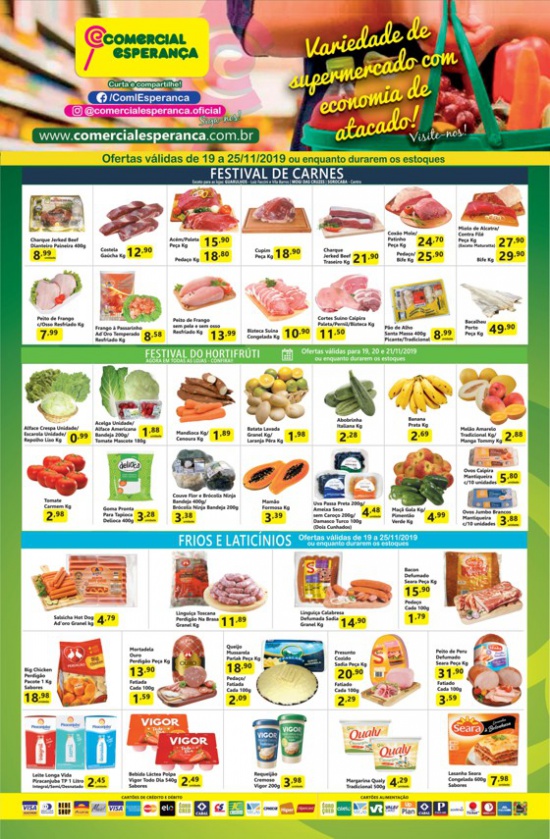 COMERCIAL
ESPERANÇA
Variedade de
supermercado com
economia de
atacado!
Visite-nos!
Curta e compartilhe!
/ComlEsperanca
@comercialesperanca.oficial
Siga-nos!
www.comercialesperanca.com.br
Ofertas válidas de 19 a 25/11/2019 ou enquanto durarem os estoques
FESTIVAL DE CARNES
Charque Jerked Beef
Dianteiro Paineiro 400g
8,99
Costela
Gaúcha Kg
12,90
Acém/Paleta
Peça Kg
15,90
Pedaço Kg
18,80
Cupim
Peça Kg
18,90
Charque
Jerked Beef
Traseiro Kg
21,90
Coxão Mole/
Patinho
Peça Kg
24,70
Pedaço/
Bife Kg
25,90
Miolo de Alcatra/
Contra Filé
Peça Kg
27,90
Pedaço/
Bife Kg
29,90
Peito de Frango
c/Osso
Resfriado Kg
7,99
Frango à Passarinho
Ad'Oro Temperado
Resfriado Kg
8,58
Peito de Frango
sem pele e sem osso
Resfriado Kg
13,99
Bisteca Suína
Congelada Kg
10,90
Cortes Suíno Caipira
Paleta/Pernil/Bisteca Kg
11,50
Pão de Alho
Santa Massa 400g
Picante/Tradicional
8,99
Bacalhau
Porto
Peça Kg
49,90
FESTIVAL DO HORTIFRÚTI
AGORA EM TODAS AS LOJAS - CONFIRA!!
Ofertas válidas para 19, 20 e 21/11/2019
ou enquanto durarem os estoques
Alface Crespa Unidade/
Escarola Unidade/
Repolho Liso Kg
0,99
Acelga Unidade/
Alface Americana
Bandeja 200g/
Tomate Mascote 180g
1,88
Mandioca Kg/
Cenoura Kg
1,89
Batata Lavada
Granel Kg/
Laranja Pêra Kg
1,99
Abobrinha
Italiana Kg
2,28
Banana
Prata Kg
2,69
Melão Amarelo
Tradicional Kg/
Manga Tommy Kg
2,88
Tomate
Carmem Kg
2,98
Goma Pronta
Para Tapioca
Delioca 400g
3,28
Couve Flor e Brócolis Ninja
Bandeja 400g/
Brócolis Ninja Bandeja 200g
3,38
Mamão
Formosa Kg
3,39
Uva Passa Preta 200g/
Ameixa Seca
sem Caroço 200g/
Damasco Turco 100g
(Dois Cunhados)
4,48
Maçã Gala Kg/
Pimentão
Verde Kg
4,99
Ovos Caipira
Mantiqueira
c/10 unidades
5,80
Ovos Jumbo Brancos
Mantiqueira
c/10 unidades
5,99
FRIOS E LATICÍNIOS
Ofertas válidas de 19 a 25/11/2019
ou enquanto durarem os estoques
Salsicha Hot Dog
Ad'oro Granel Kg
4,79
Linguiça Toscana
Perdigão Na Brasa
Granel Kg
11,89
Linguiça Calabresa
Defumada Sadia
Granel Kg
14,90
Bacon
Defumado
Seara Peça Kg
15,90
Fatiado
Cada 100g
1,79
Big Chicken
Perdigão
Pacote 1 Kg
Sabores
18,98
Mortadela
Ouro
Perdigão
Peça Kg
13,90
Fatiada
Cada 100g
1,59
Queijo
Mussarela
Parlak Peça Kg
18,90
Pedaço/
Fatiado
Cada 100g
2,09
Presunto
Cozido
Sadia Peça Kg
20,90
Fatiado
Cada 100g
2,29
Peito de Peru
Defumado
Seara Peça Kg
31,90
Fatiado
Cada 100g
3,39
Leite Longa Vida
Piracanjuba TP 1 Litro
Integral/Semi/Desnatado
2,45
VIGOR
Bebida Láctea Polpa
Vigor Todo Dia 540g
Sabores
2,49
Requeijão
Cremoso
Vigor 200g
3,98
Qualy
Margarina Qualy
Tradicional 500g
4,29
Seara
Lasanha Seara
600g Sabores
7,98
CARTÕES DE CRÉDITO E DÉBITO
CARTÕES ALIMENTAÇÃO
VISA
elo
VR